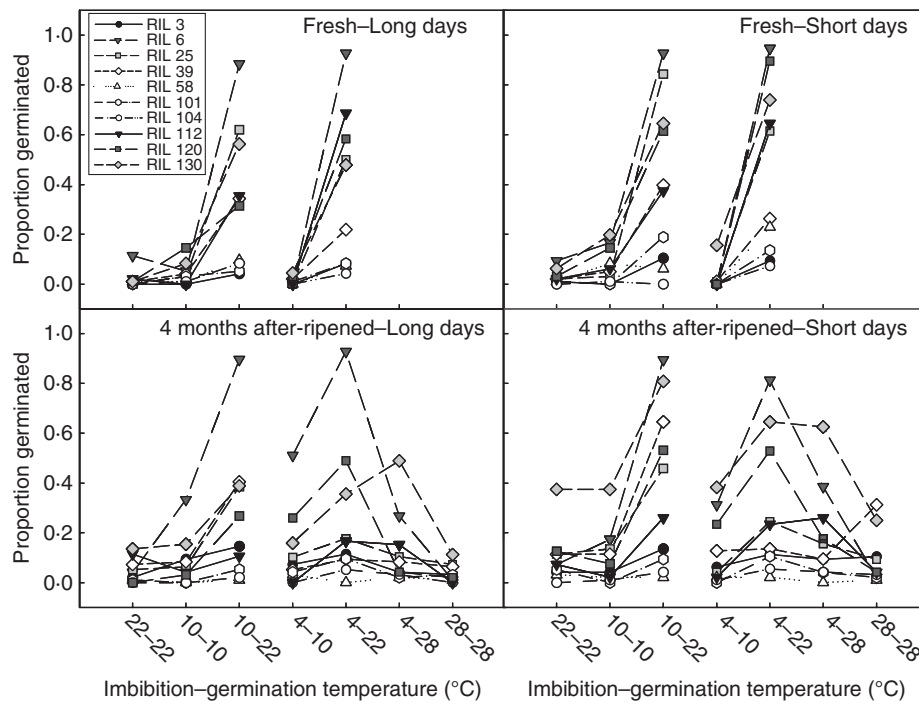 Fresh–Long days
Fresh–Short days
RIL 3
RIL 6
RIL 25
RIL 39
RIL 58
RIL 101
RIL 104
RIL 112
RIL 120
RIL 130
Proportion germinated
1·0
0·8
0·6
0·4
0·2
0·0
4 months after-ripened–Long days
4 months after-ripened–Short days
Proportion germinated
1·0
0·8
0·6
0·4
0·2
0·0
22–22
10–10
10–22
4–10
4–22
4–28
28–28
22–22
10–10
10–22
4–10
4–22
4–28
28–28
Imbibition–germination temperature (°C)
Imbibition–germination temperature (°C)